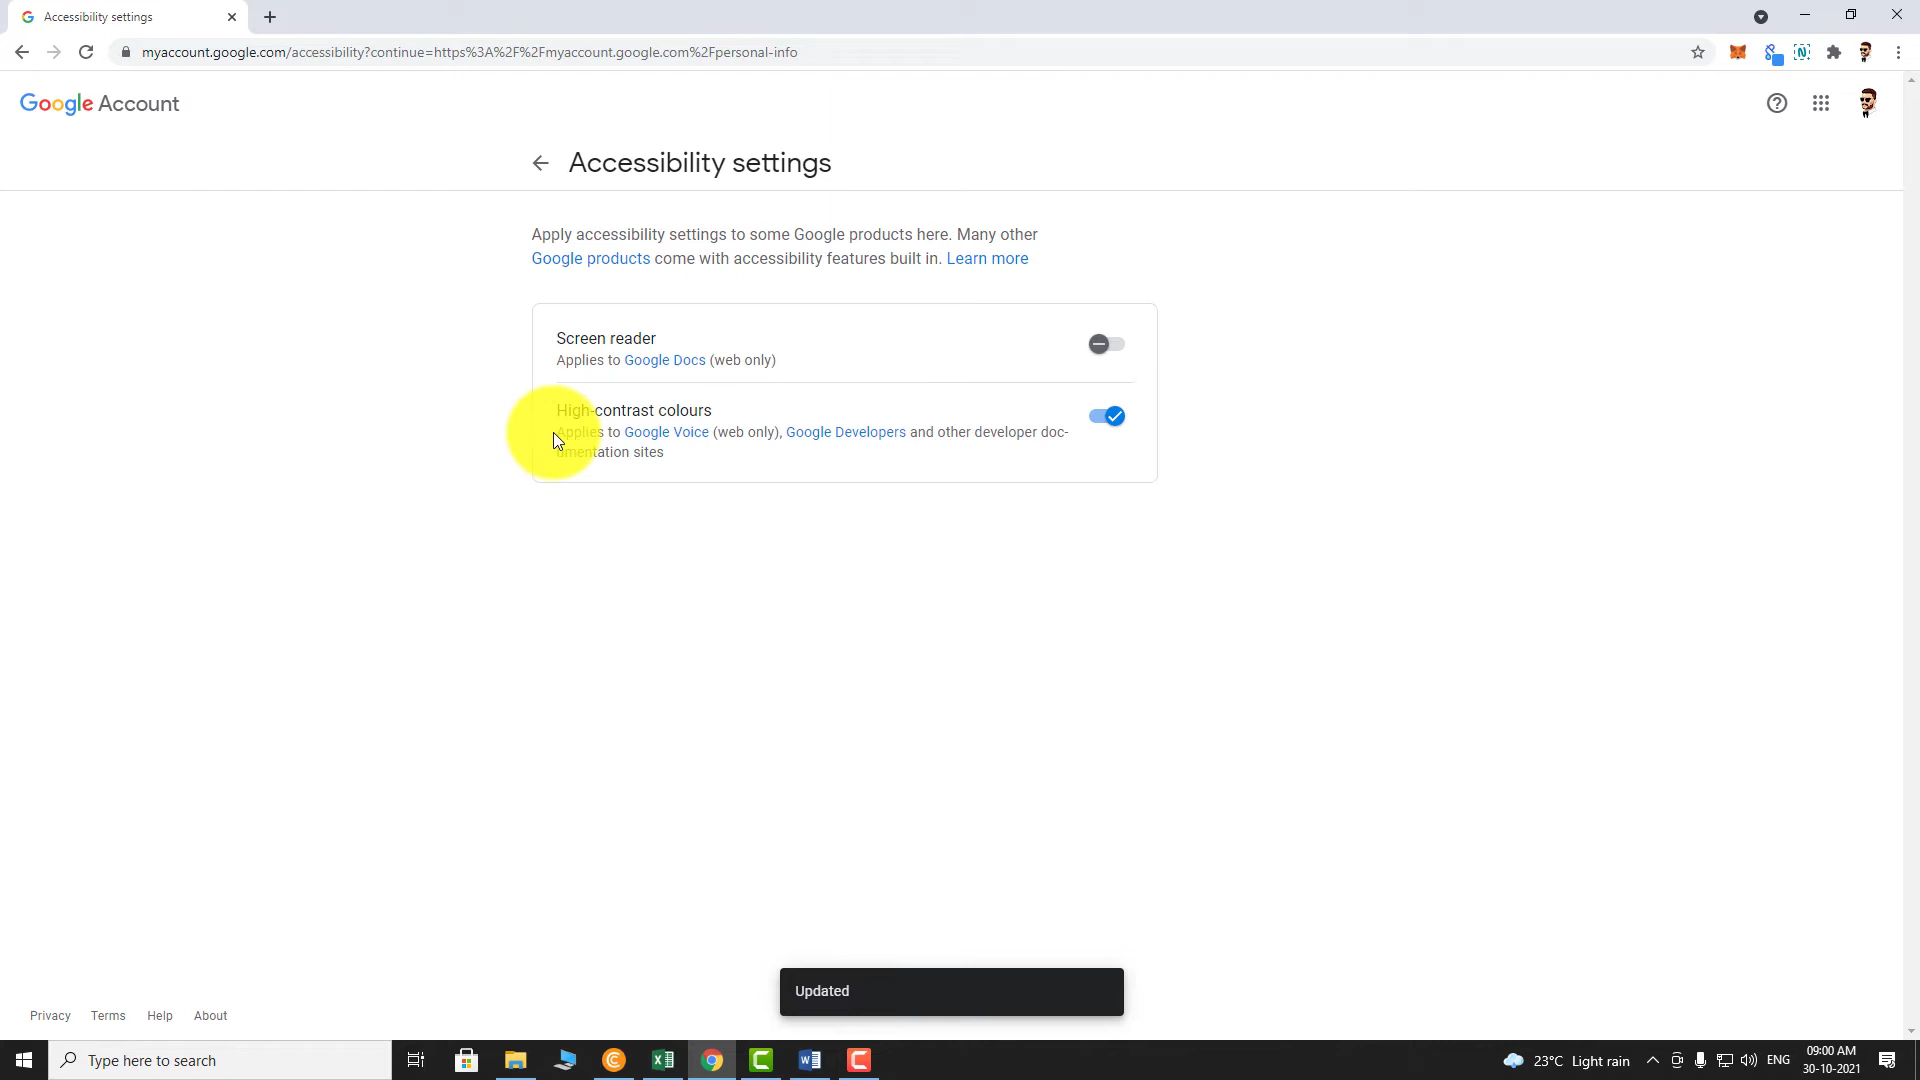 Accessibility settings
myaccount.google.com/accessibility?continue=https%3A%2F%2Fmyaccount.google.com%2Fpersonal-info
Google Account
Accessibility settings
Apply accessibility settings to some Google products here. Many other
Google products come with accessibility features built in. Learn more
Screen reader
Applies to Google Docs (web only)
High-contrast colours
Applies to Google Voice (web only), Google Developers and other developer doc-
umentation sites
Updated
Privacy Terms Help About
Type here to search
23°C Light rain
ENG
09:00 AM
30-10-2021